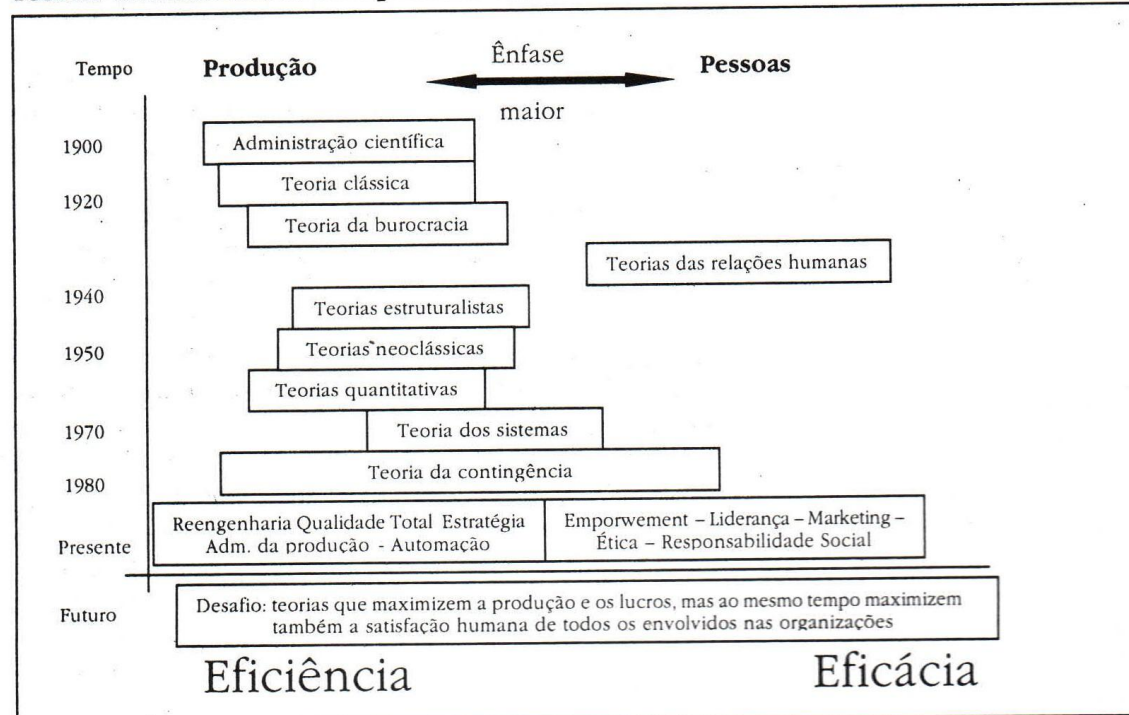 Tempo
Produção
Ênfase
maior
Pessoas
1900
Administração científica
Teoria clássica
1920
Teoria da burocracia
Teorias das relações humanas
1940
Teorias estruturalistas
1950
Teorias neoclássicas
Teorias quantitativas
1970
Teoria dos sistemas
Teoria da contingência
1980
Reengenharia Qualidade Total Estratégia
Adm. da produção - Automação
Emporwement – Liderança – Marketing –
Ética – Responsabilidade Social
Presente
Futuro
Desafio: teorias que maximizem a produção e os lucros, mas ao mesmo tempo maximizem
também a satisfação humana de todos os envolvidos nas organizações
Eficiência
Eficácia